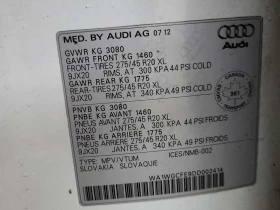 MFD. BY AUDI AG 07 12
GVWR KG 3080
GAWR FRONT KG 1460
FRONT-TIRES 275/45 R20 XL
9JX20 RIMS, AT 300 KPA 44 PSI COLD
GAWR REAR KG 1775
REAR-TIRES 275/45 R20 XL
9JX20 RIMS, AT 340 KPA 49 PSI COLD
Audi
PNVB KG 3080
PNBE KG AVANT 1460
PNEUS AVANT 275/45 R20 XL
9JX20 JANTES, A 300 KPA 44 PSI FROIDS
PNBE KG ARRIERE 1775
PNEUS ARRIERE 275/45 R20 XL
9JX20 JANTES, A 340 KPA 49 PSI FROIDS
TYPE: MPV/VTUM ICES/NMB-002
SLOVAKIA SLOVAQUIE
CANADA
WA1WGCFE9DD002414